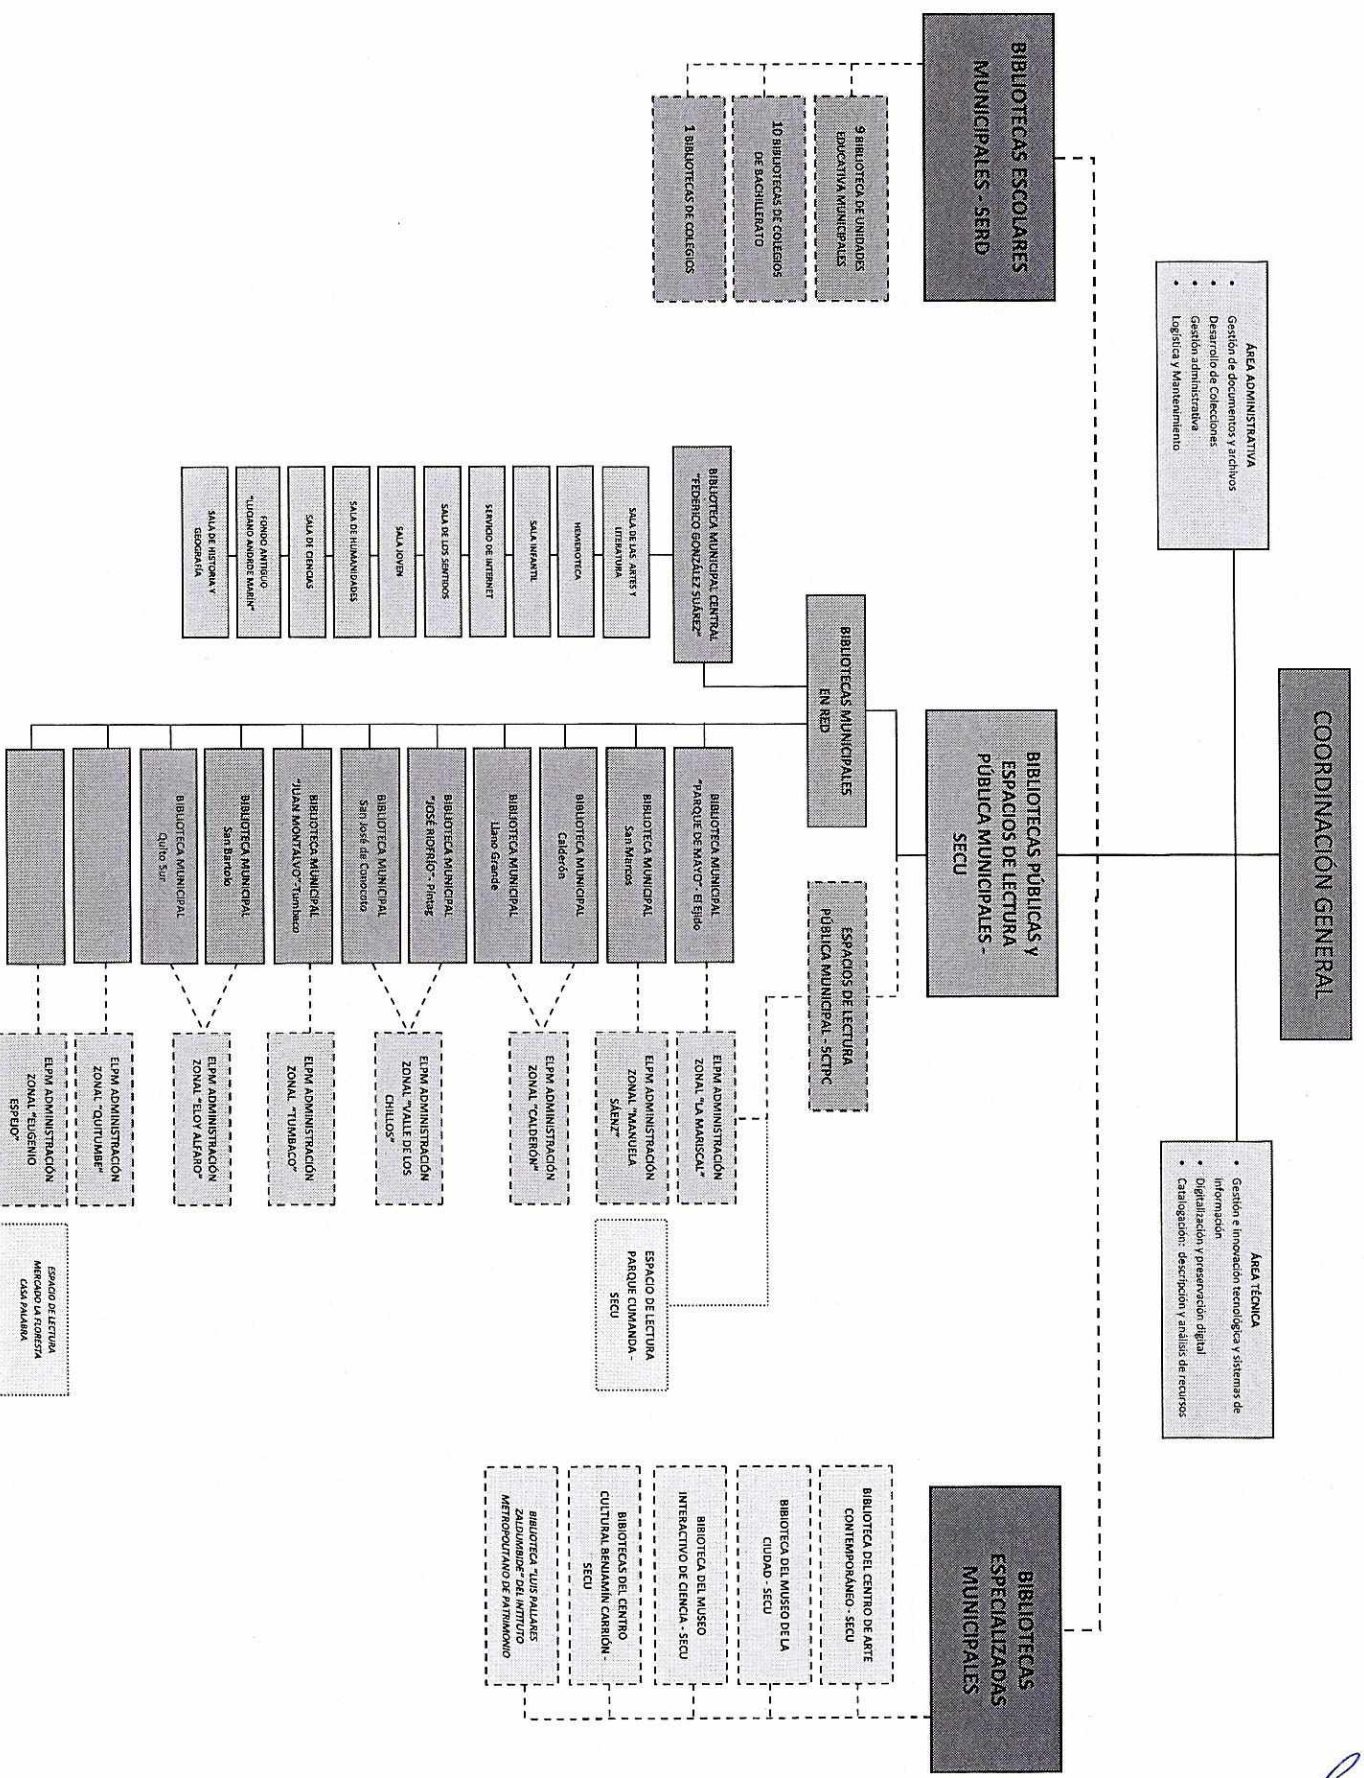 COORDINACIÓN GENERAL
ÁREA ADMINISTRATIVA
• Gestión de documentos y archivos
• Desarrollo de Colecciones
• Gestión administrativa
• Logística y Mantenimiento
ÁREA TÉCNICA
• Gestión e innovación tecnológica y sistemas de
información
• Digitalización y preservación digital
• Catalogación: descripción y análisis de recursos
BIBLIOTECAS ESCOLARES
MUNICIPALES - SERD
9 BIBLIOTECA DE UNIDADES
EDUCATIVA MUNICIPALES
10 BIBLIOTECAS DE COLEGIOS
DE BACHILLERATO
1 BIBLIOTECAS DE COLEGIOS
BIBLIOTECAS PÚBLICAS Y
ESPACIOS DE LECTURA
PÚBLICA MUNICIPALES -
SECU
BIBLIOTECAS MUNICIPALES
EN RED
ESPACIOS DE LECTURA
PÚBLICA MUNICIPAL - SCTPC
BIBLIOTECA MUNICIPAL CENTRAL
"FEDERICO GONZÁLEZ SUÁREZ"
SALA DE LAS ARTES Y
LITERATURA
HEMEROTECA
SALA INFANTIL
SERVICIO DE INTERNET
SALA DE LOS SENTIDOS
SALA JOVEN
SALA DE HUMANIDADES
SALA DE CIENCIAS
FONDO ANTIGUO
"LUCIANO ANDRDE MARÍN"
SALA DE HISTORIA Y
GEOGRAFÍA
BIBLIOTECA MUNICIPAL
"PARQUE DE MAYO"- El Ejido
BIBLIOTECA MUNICIPAL
San Marcos
BIBLIOTECA MUNICIPAL
Calderón
BIBLIOTECA MUNICIPAL
Llano Grande
BIBLIOTECA MUNICIPAL
"JOSÉ RIOFRÍO"- Píntag
BIBLIOTECA MUNICIPAL
San José de Conocoto
BIBLIOTECA MUNICIPAL
"JUAN MONTALVO"-Tumbaco
BIBLIOTECA MUNICIPAL
San Bartolo
BIBLIOTECA MUNICIPAL
Quito Sur
ELPM ADMINISTRACIÓN
ZONAL "LA MARISCAL"
ELPM ADMINISTRACIÓN
ZONAL "MANUELA
SÁENZ"
ELPM ADMINISTRACIÓN
ZONAL "CALDERÓN"
ELPM ADMINISTRACIÓN
ZONAL "VALLE DE LOS
CHILLOS"
ELPM ADMINISTRACIÓN
ZONAL "TUMBACO"
ELPM ADMINISTRACIÓN
ZONAL "ELOY ALFARO"
ELPM ADMINISTRACIÓN
ZONAL "QUITUMBE"
ELPM ADMINISTRACIÓN
ZONAL "EUGENIO
ESPEJO"
ESPACIO DE LECTURA
PARQUE CUMANDA -
SECU
ESPACIO DE LECTURA
MERCADO LA FLORESTA
CASA PALABRA
BIBLIOTECAS
ESPECIALIZADAS
MUNICIPALES
BIBLIOTECA DEL CENTRO DE ARTE
CONTEMPORÁNEO - SECU
BIBIOTECA DEL MUSEO DE LA
CIUDAD - SECU
BIBIOTECA DEL MUSEO
INTERACTIVO DE CIENCIA - SECU
BIBIOTECAS DEL CENTRO
CULTURAL BENJAMÍN CARRIÓN -
SECU
BIBLIOTECA "LUIS PALLARES
ZALDUMBIDE" DEL INTITUTO
METROPOLITANO DE PATRIMONIO